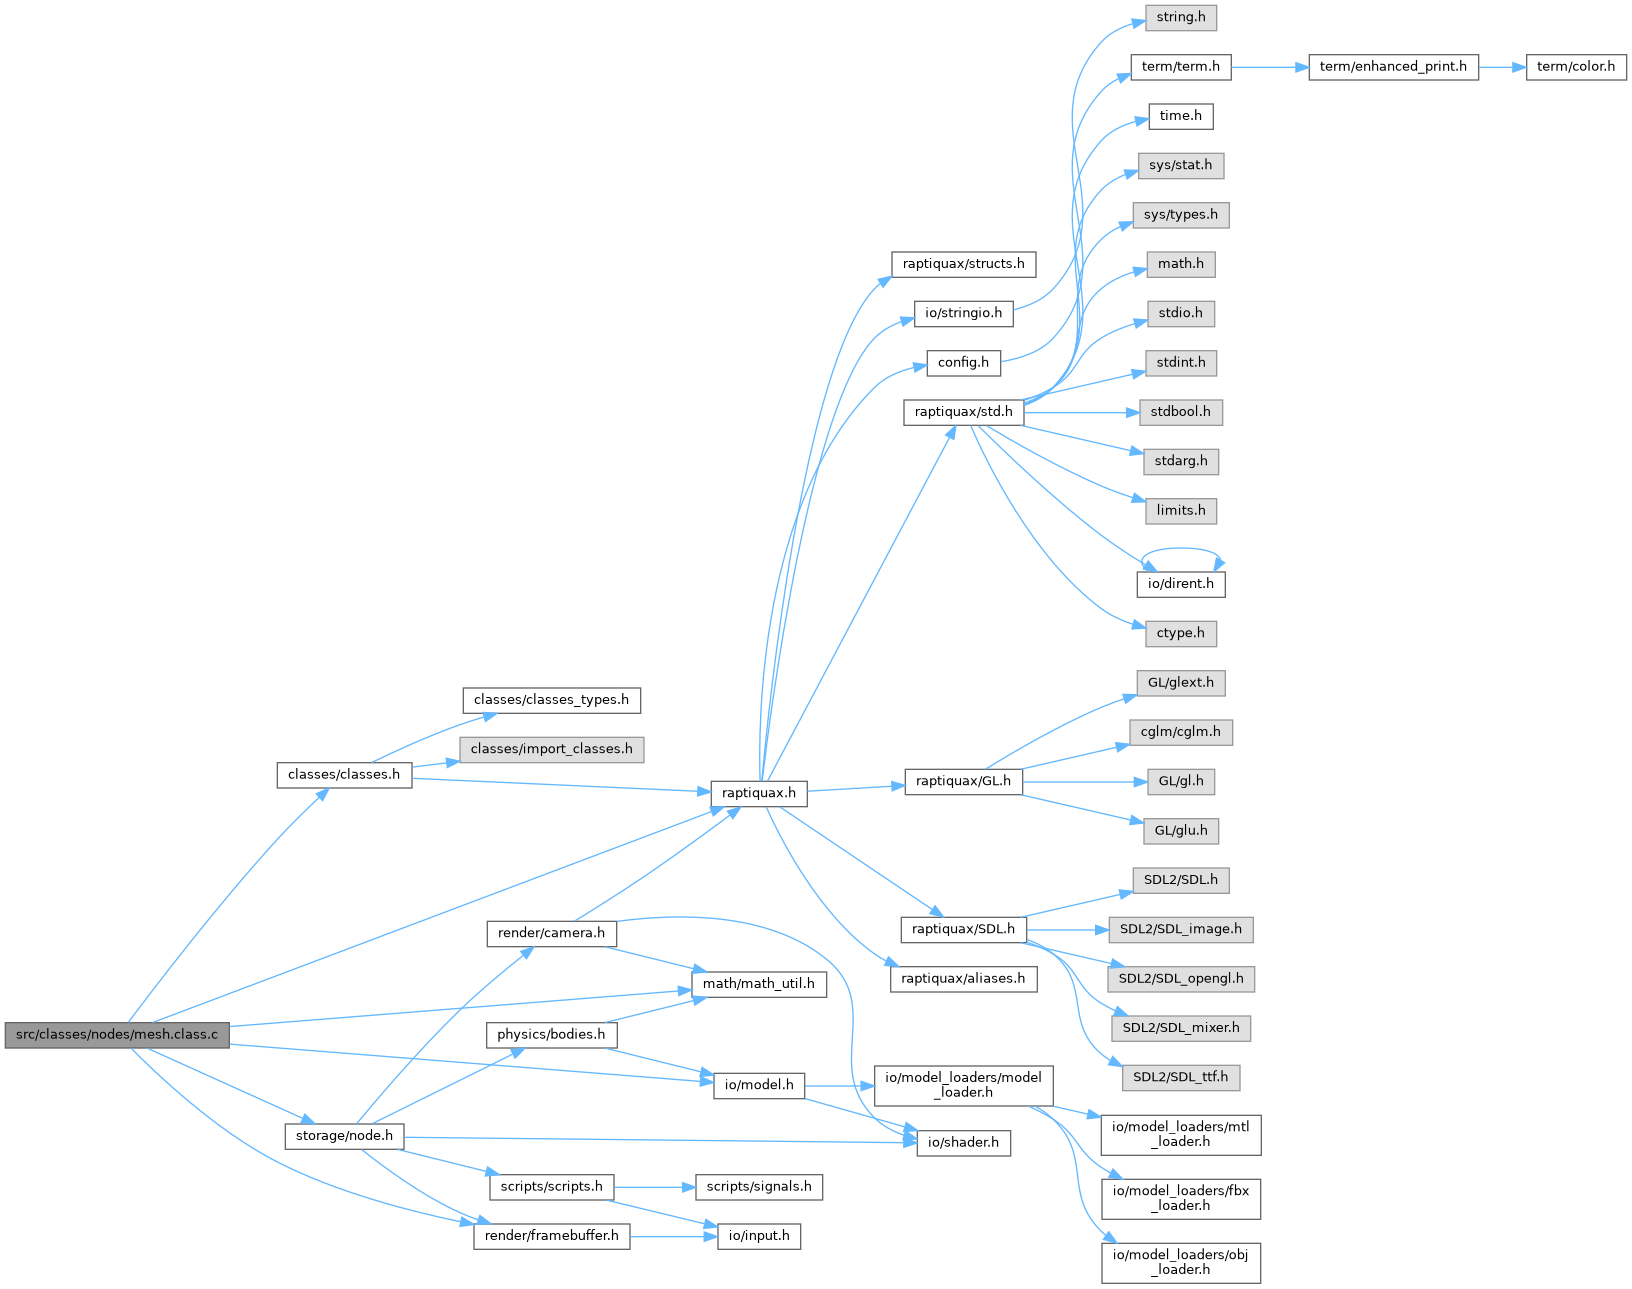 string.h
term/term.h
term/enhanced_print.h
term/color.h
time.h
sys/stat.h
sys/types.h
raptiquax/structs.h
math.h
io/stringio.h
stdio.h
config.h
stdint.h
raptiquax/std.h
stdbool.h
stdarg.h
limits.h
io/dirent.h
ctype.h
GL/glext.h
classes/classes_types.h
cglm/cglm.h
classes/import_classes.h
classes/classes.h
raptiquax/GL.h
GL/gl.h
raptiquax.h
GL/glu.h
SDL2/SDL.h
render/camera.h
raptiquax/SDL.h
SDL2/SDL_image.h
math/math_util.h
raptiquax/aliases.h
SDL2/SDL_opengl.h
src/classes/nodes/mesh.class.c
physics/bodies.h
SDL2/SDL_mixer.h
io/model.h
io/model_loaders/model
_loader.h
SDL2/SDL_ttf.h
storage/node.h
io/shader.h
io/model_loaders/mtl
_loader.h
scripts/scripts.h
scripts/signals.h
io/model_loaders/fbx
_loader.h
render/framebuffer.h
io/input.h
io/model_loaders/obj
_loader.h